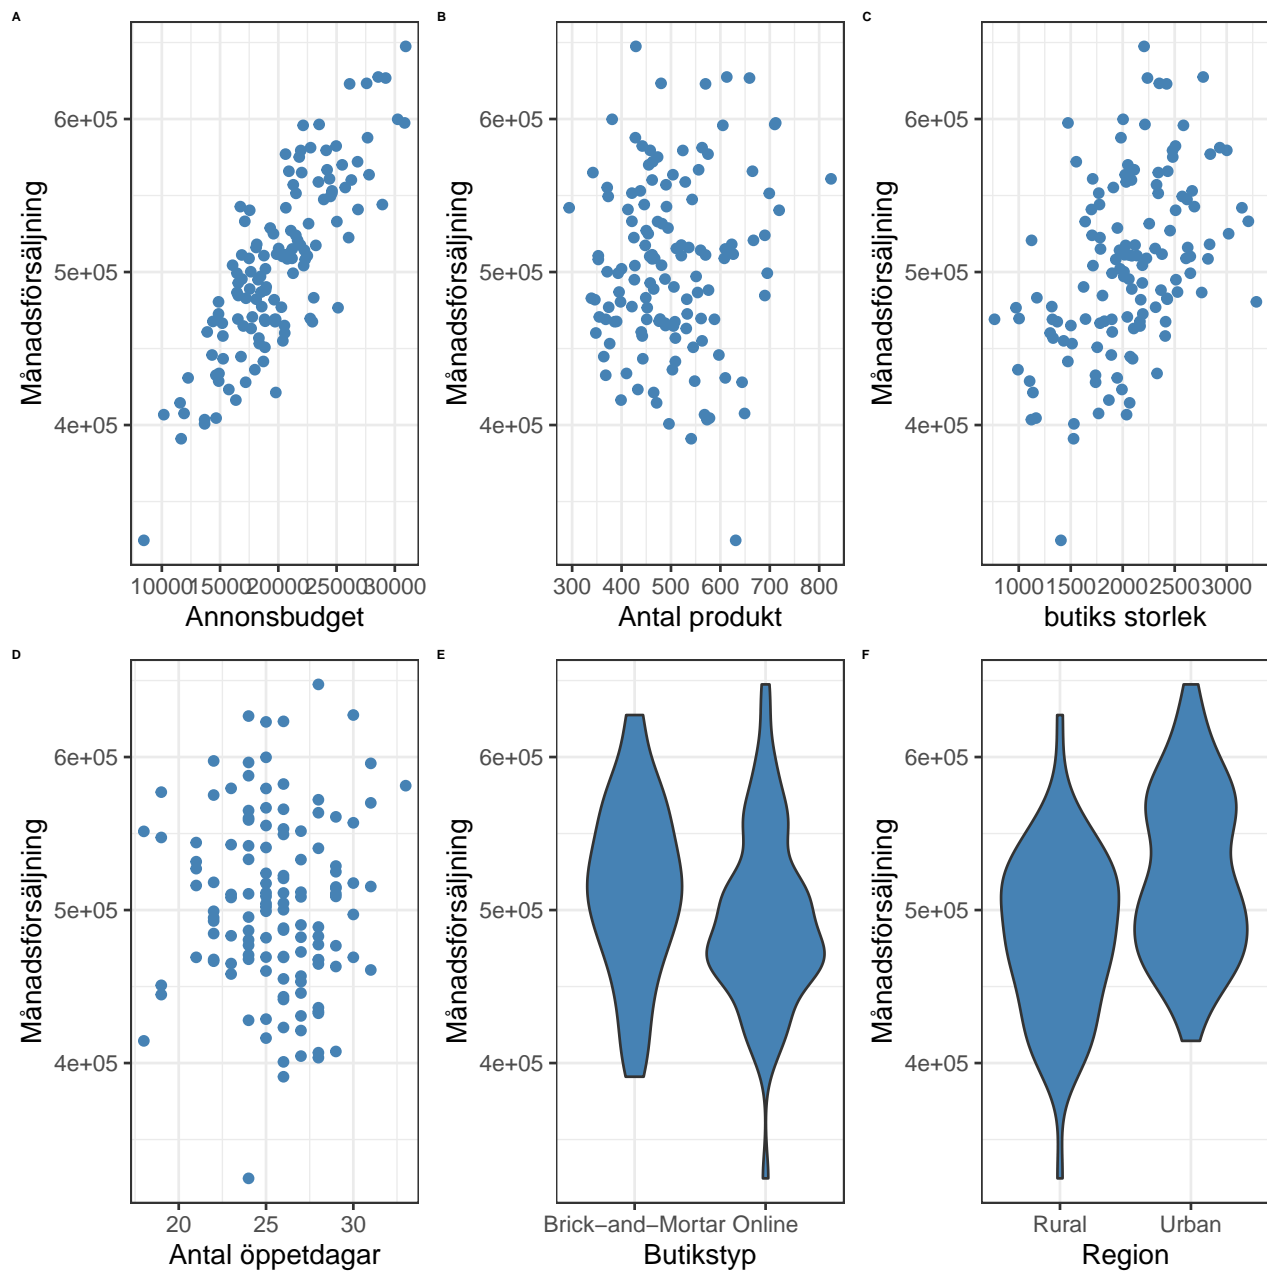 A
Månadsförsäljning
6e+05
5e+05
4e+05
10000 15000 20000 25000 30000
Annonsbudget
B
Månadsförsäljning
6e+05
5e+05
4e+05
300 400 500 600 700 800
Antal produkt
C
Månadsförsäljning
6e+05
5e+05
4e+05
1000 1500 2000 2500 3000
butiks storlek
D
Månadsförsäljning
6e+05
5e+05
4e+05
20 25 30
Antal öppetdagar
E
Månadsförsäljning
6e+05
5e+05
4e+05
Brick−and−Mortar Online
Butikstyp
F
Månadsförsäljning
6e+05
5e+05
4e+05
Rural Urban
Region